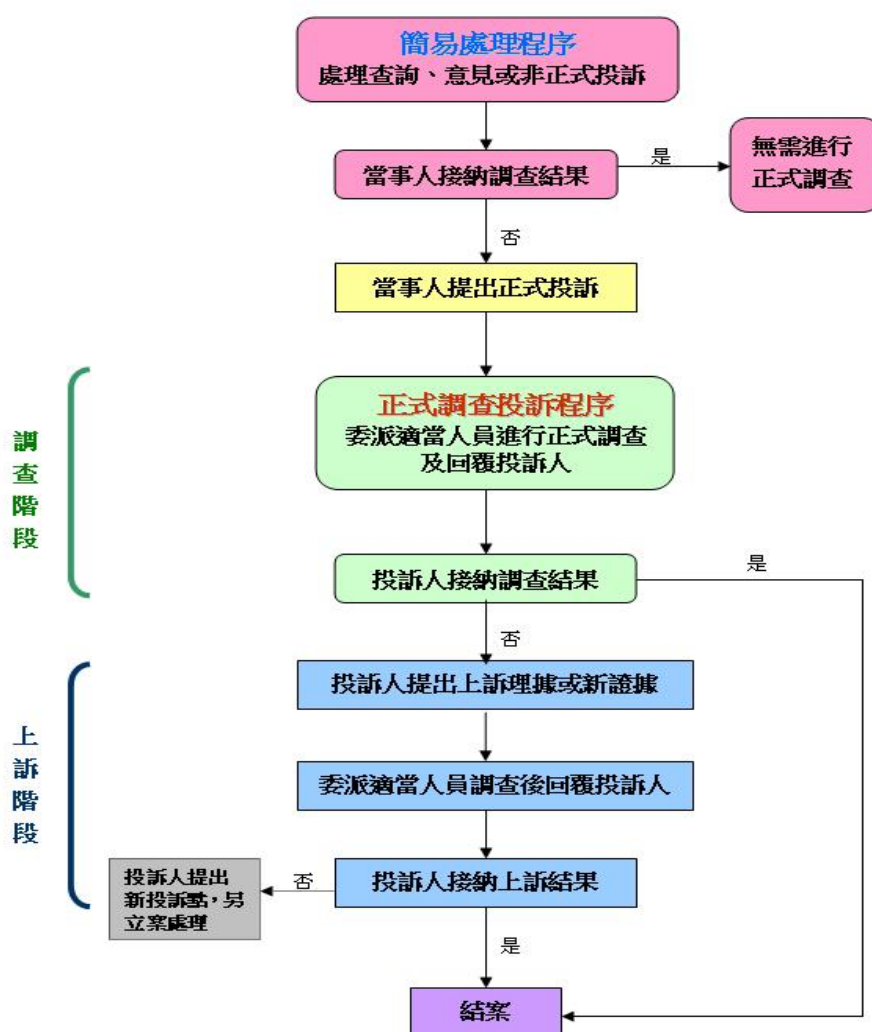 簡易處理程序
處理查詢、意見或非正式投訴
當事人接納調查結果
是
無需進行
正式調查
否
當事人提出正式投訴
調查階段
正式調查投訴程序
委派適當人員進行正式調查
及回覆投訴人
投訴人接納調查結果
是
否
上訴階段
投訴人提出上訴理據或新證據
委派適當人員調查後回覆投訴人
投訴人接納上訴結果
否
投訴人提出
新投訴點，另
立案處理
是
結案